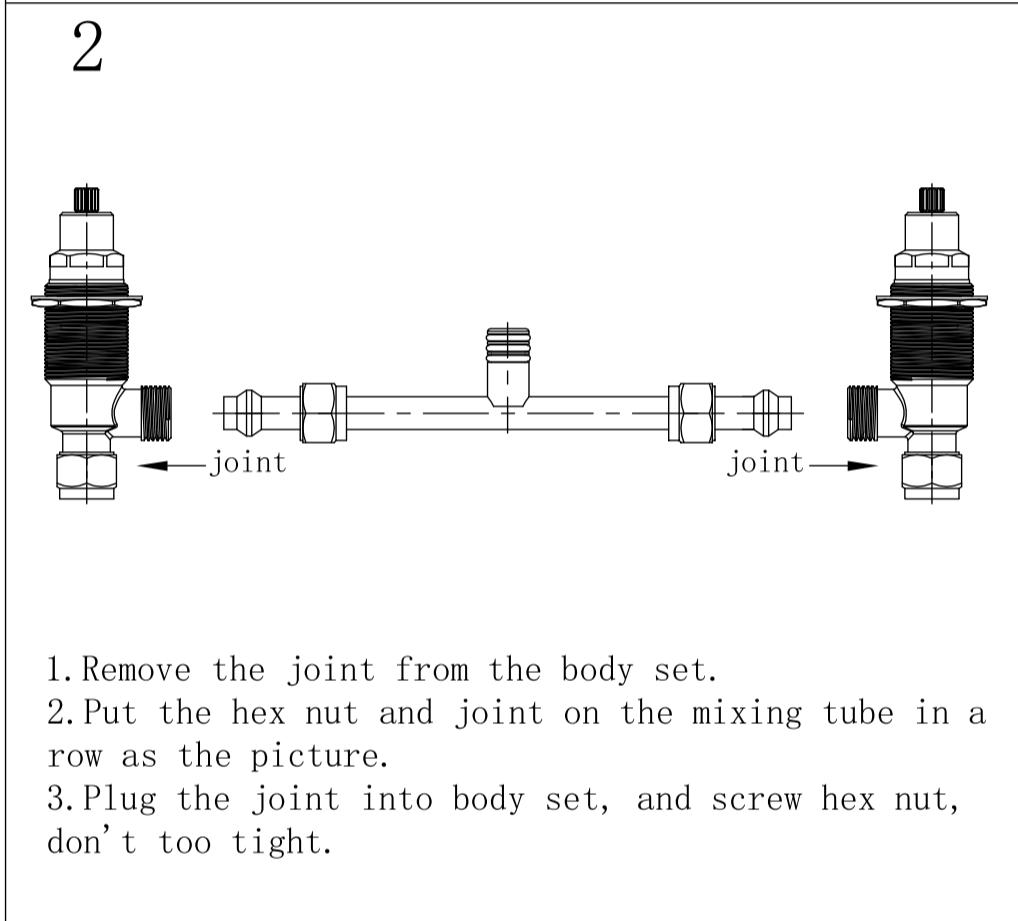 2
joint joint
1.Remove the joint from the body set.
2.Put the hex nut and joint on the mixing tube in a
row as the picture.
3.Plug the joint into body set, and screw hex nut,
don't too tight.